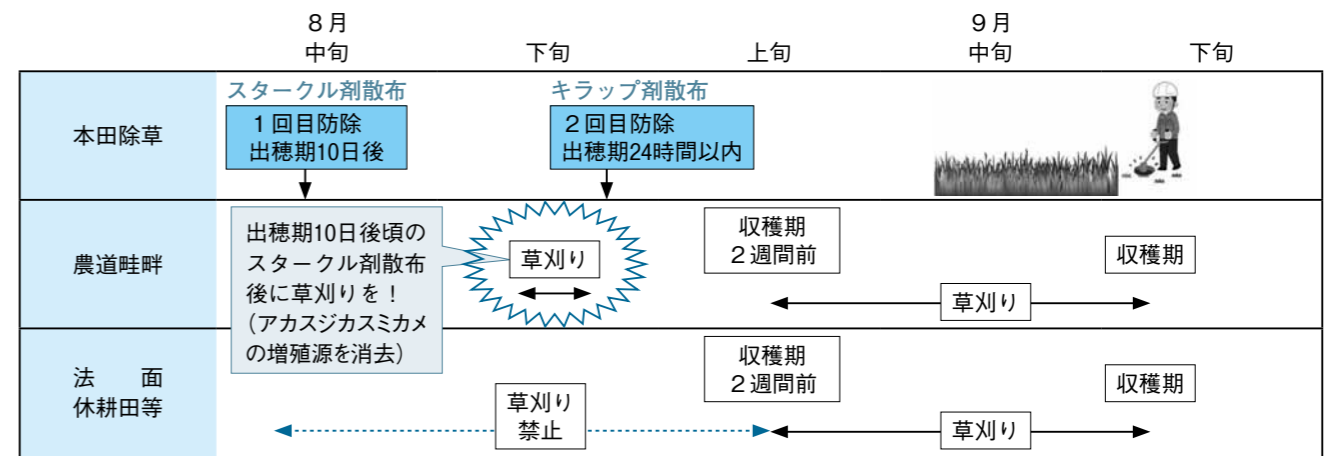 ８月
中旬
下旬
上旬
９月
中旬
下旬
本田除草
スタークル剤散布
１回目防除
出穂期10日後
キラップ剤散布
２回目防除
出穂期24時間以内
農道畦畔
出穂期10日後頃の
スタークル剤散布
後に草刈りを！
（アカスジカスミカメ
の増殖源を消去）
草刈り
収穫期
２週間前
草刈り
収穫期
法　　面
休耕田等
草刈り
禁止
収穫期
２週間前
草刈り
収穫期